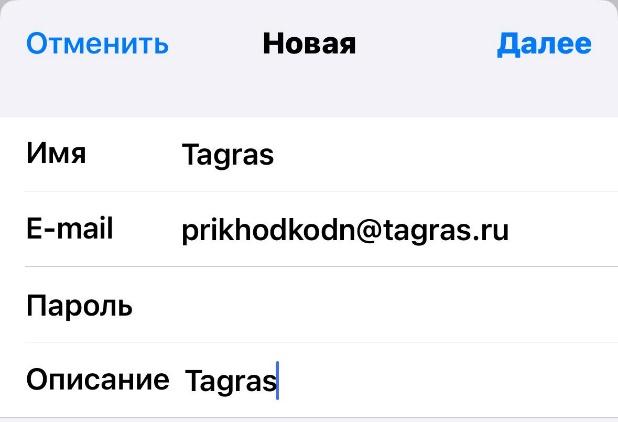 Отменить Новая Далее
Имя Tagras
E-mail prikhodkodn@tagras.ru
Пароль
Описание Tagras